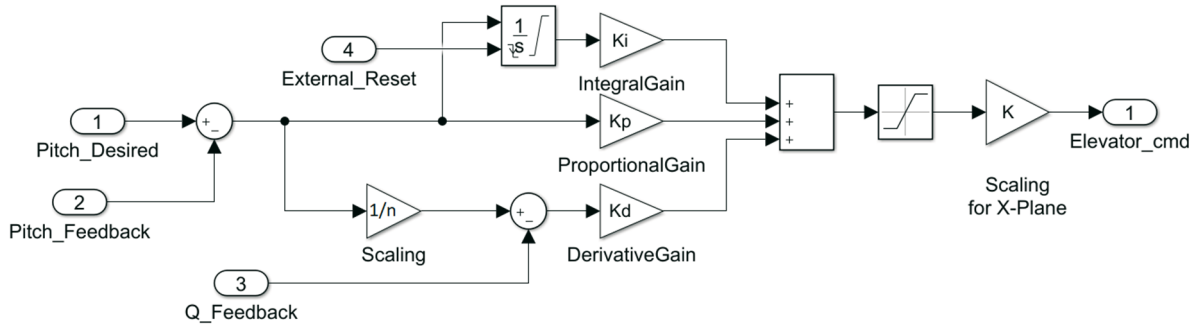 1
s
Ki
4
External_Reset
IntegralGain
1
Pitch_Desired
+
-
Kp
ProportionalGain
+
+
+
K
1
Elevator_cmd
Scaling
for X-Plane
2
Pitch_Feedback
1/n
Scaling
+
-
Kd
DerivativeGain
3
Q_Feedback